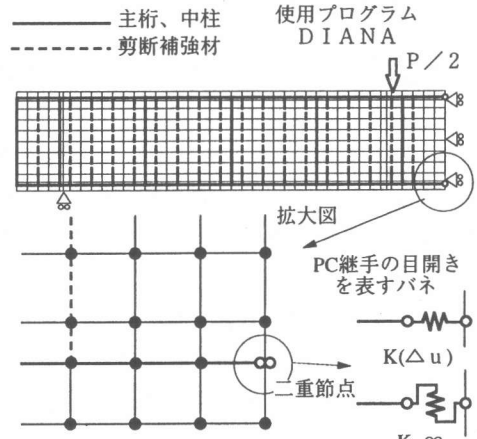 主桁、中柱
剪断補強材
使用プログラム
DIANA
P/2
拡大図
PC継手の目開き
を表すバネ
K(△u)
二重節点